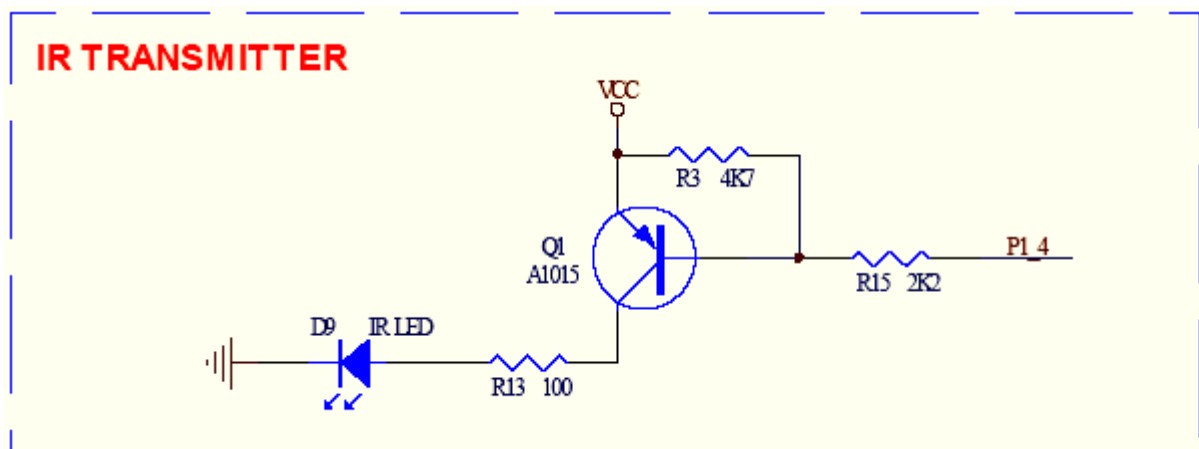 IR TRANSMITTER
VCC
R3 4K7
Q1
A1015
P1_4
R15 2K2
D9 IR LED
R13 100